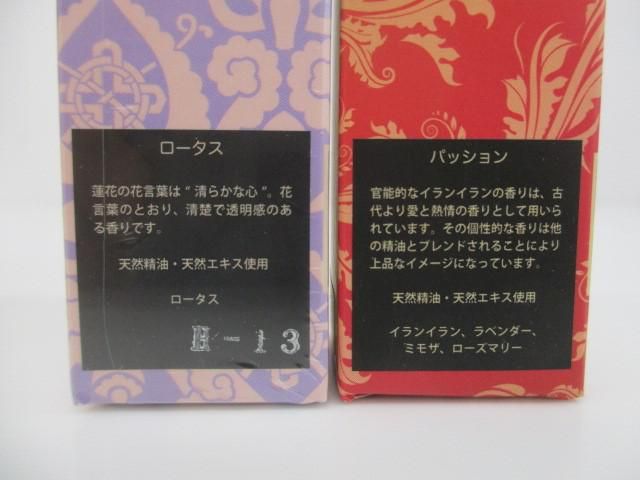 ロータス
蓮花の花言葉は“清らかな心”。花
言葉のとおり、清楚で透明感のあ
る香りです。
天然精油・天然エキス使用
ロータス
H 13
パッション
官能的なイランイランの香りは、古
代より愛と熱情の香りとして用いら
れています。その個性的な香りは他
の精油とブレンドされることにより
上品なイメージになっています。
天然精油・天然エキス使用
イランイラン、ラベンダー、
ミモザ、ローズマリー